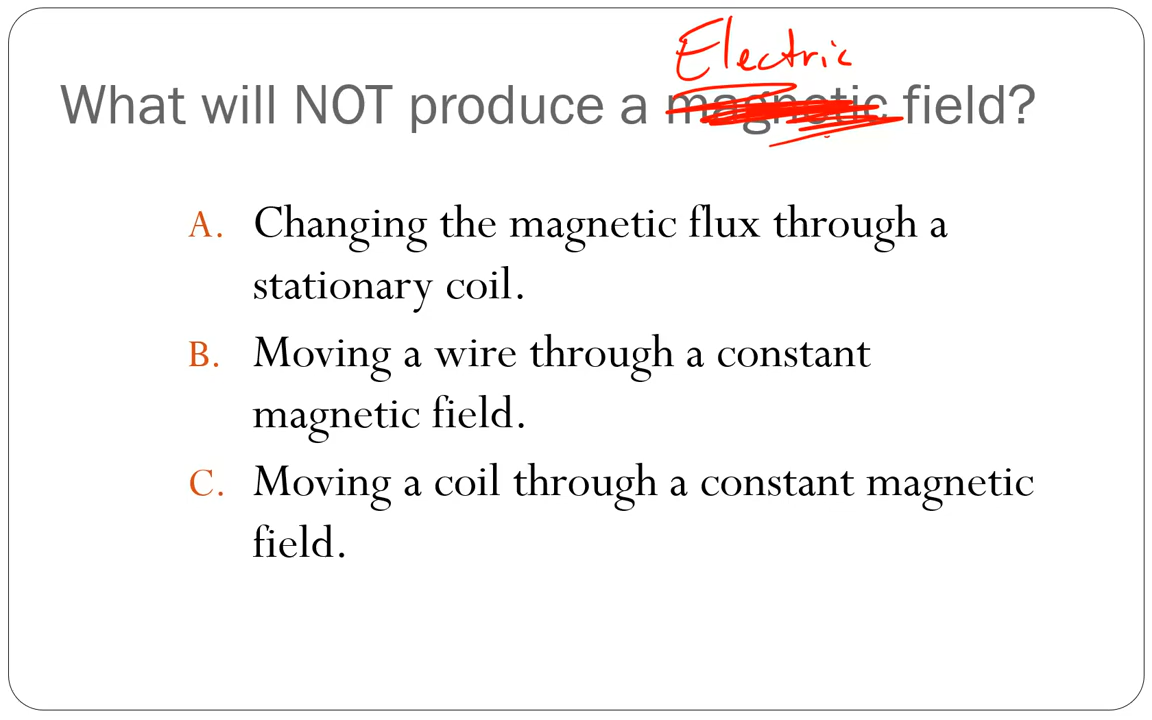 Electric
What will NOT produce a magnetic field?
A. Changing the magnetic flux through a
stationary coil.
B. Moving a wire through a constant
magnetic field.
C. Moving a coil through a constant magnetic
field.